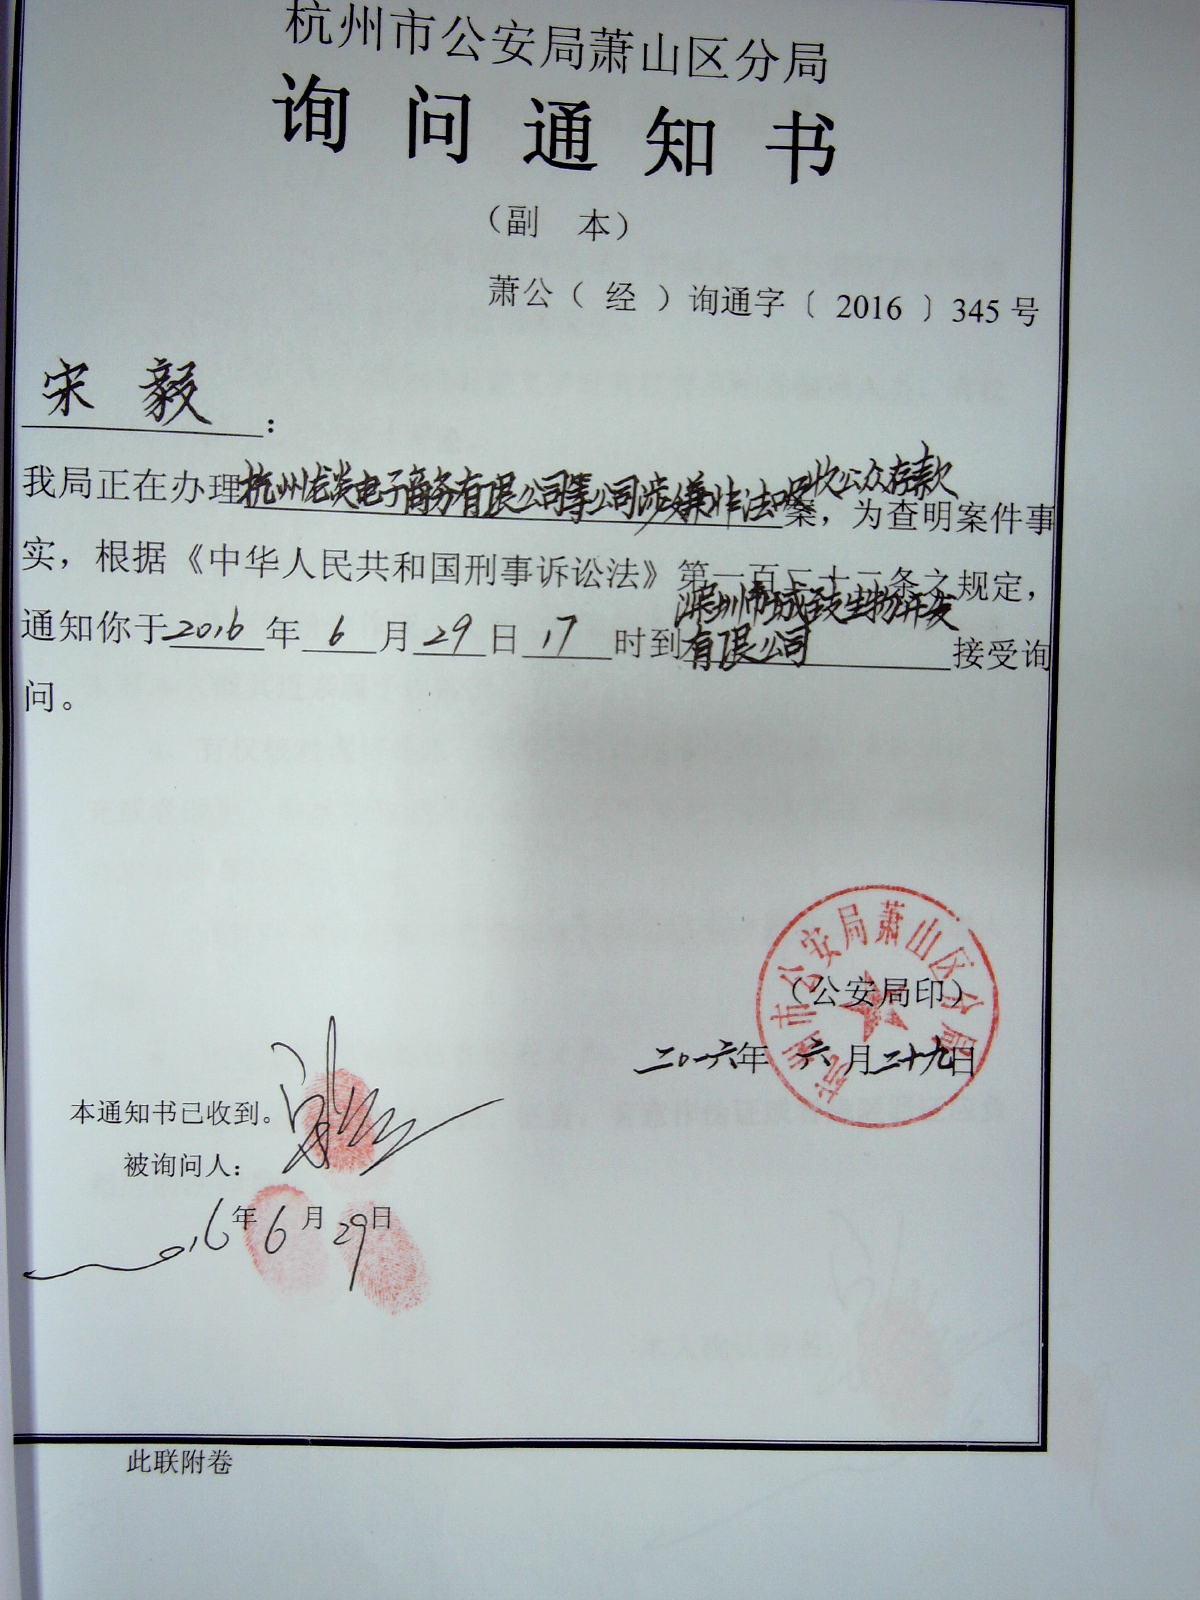 杭州市公安局萧山区分局
询问通知书
（副 本）
萧公（ 经 ）询通字〔 2016 〕345 号
宋 毅：
我局正在办理杭州龙炎电子商务有限公司等公司涉嫌非法吸收公众存款案，为查明案件事
实，根据《中华人民共和国刑事诉讼法》第一百二十二条之规定，
通知你于2016年6月29日17时到深圳市城至生物开发有限公司接受询
问。
杭州市公安局萧山区分局
（公安局印）
二0一六年六月二十九日
本通知书已收到。
被询问人：
16年6月29日
此联附卷